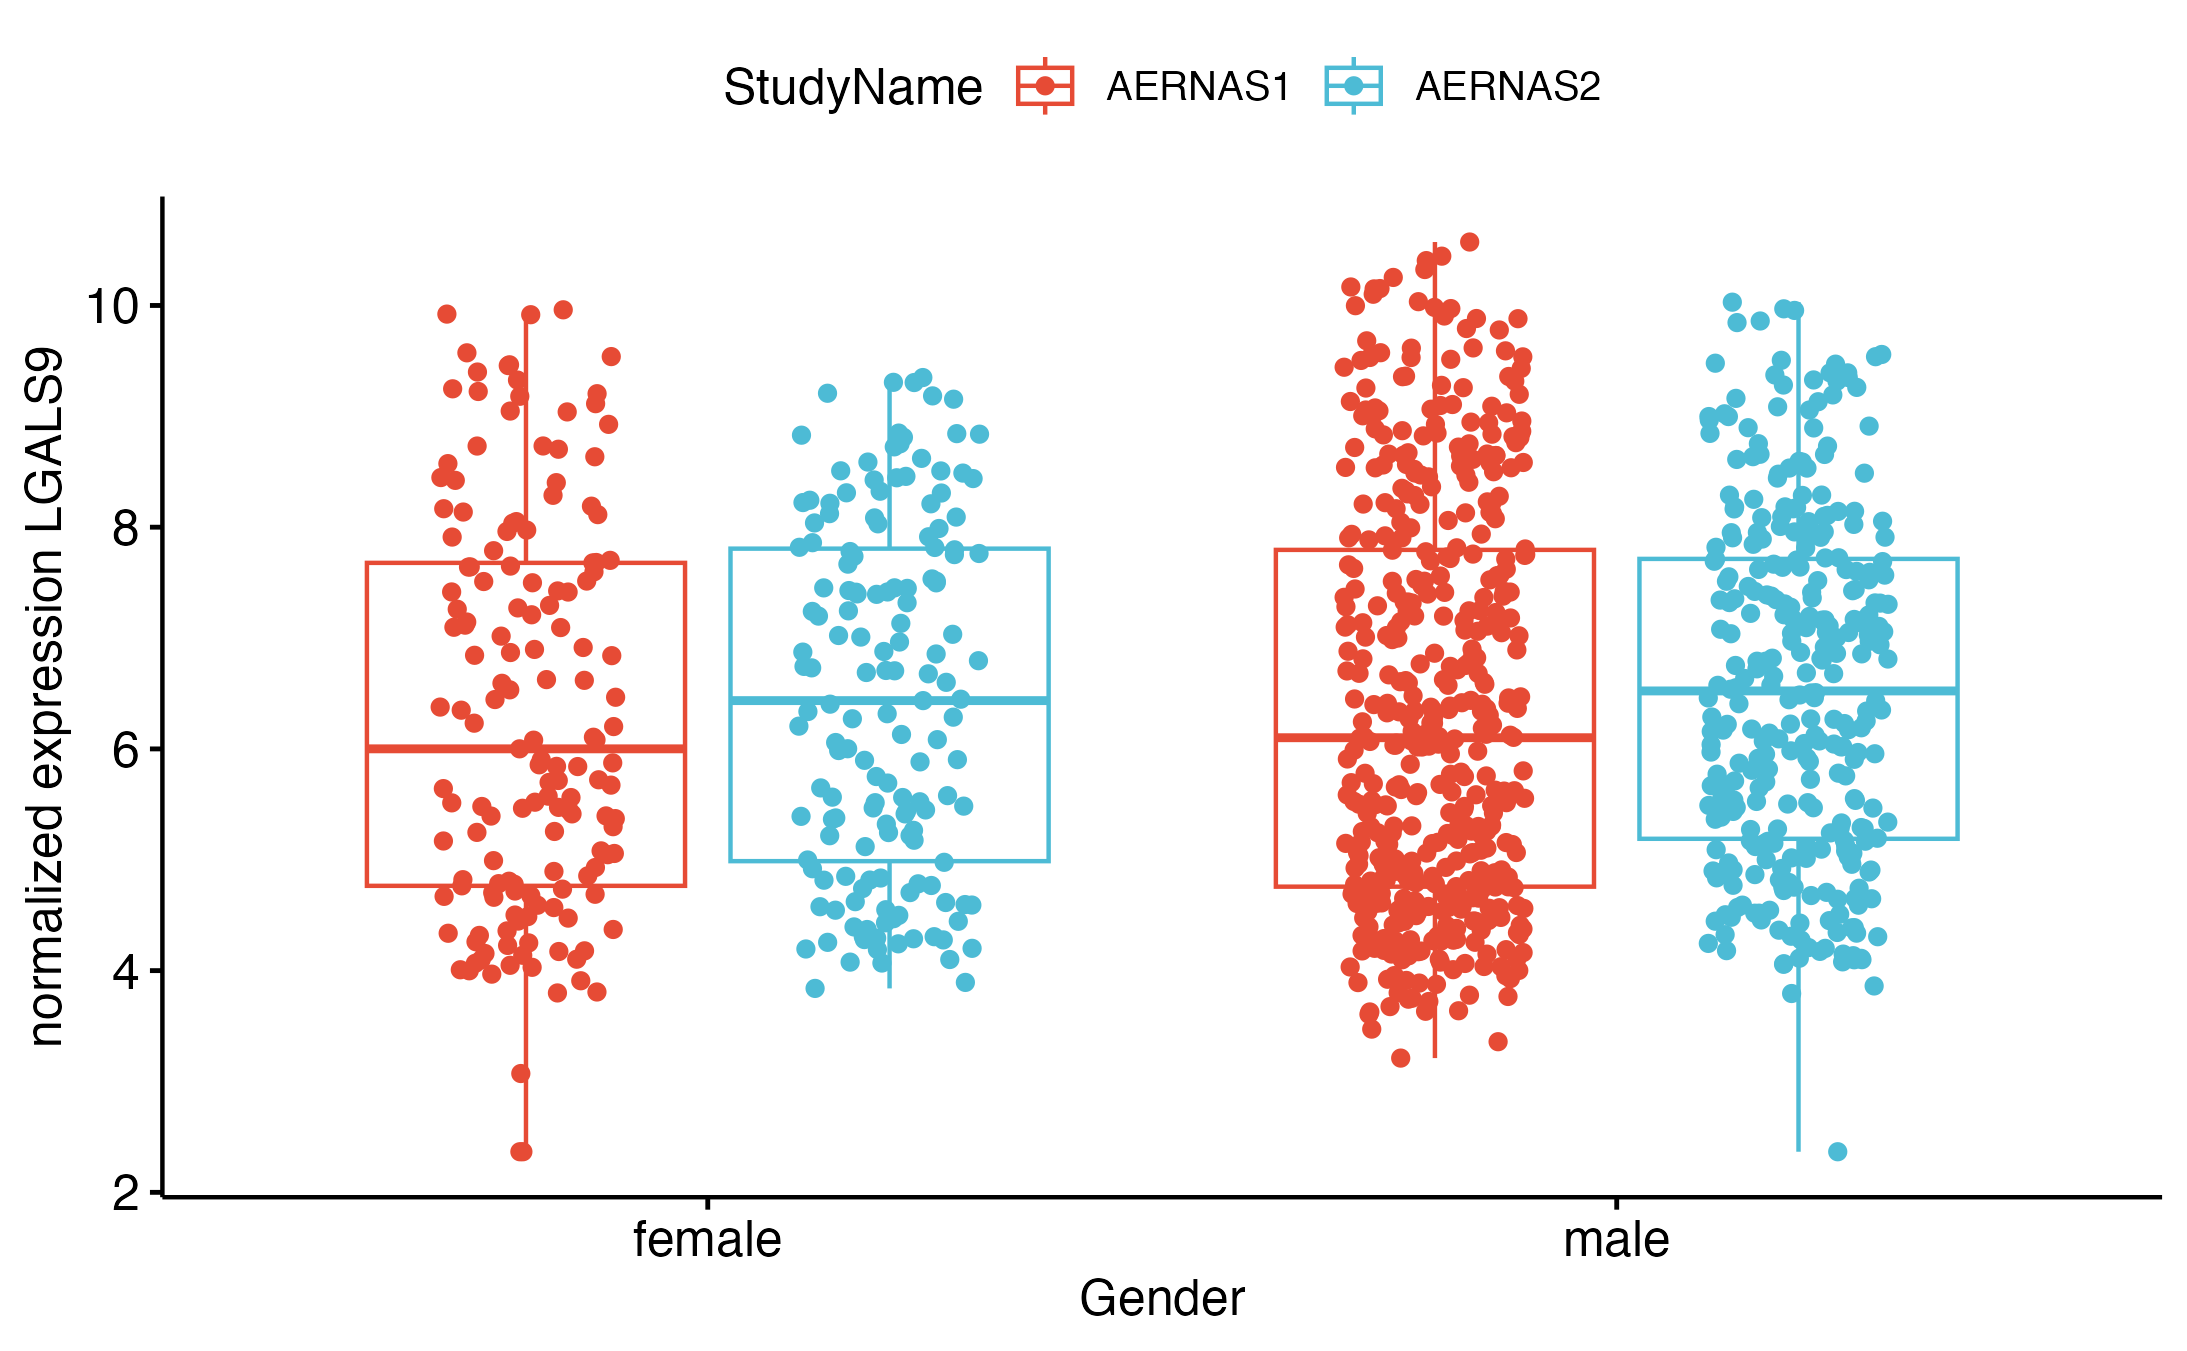 StudyName AERNAS1 AERNAS2
normalized expression LGALS9
10
8
6
4
2
female male
Gender